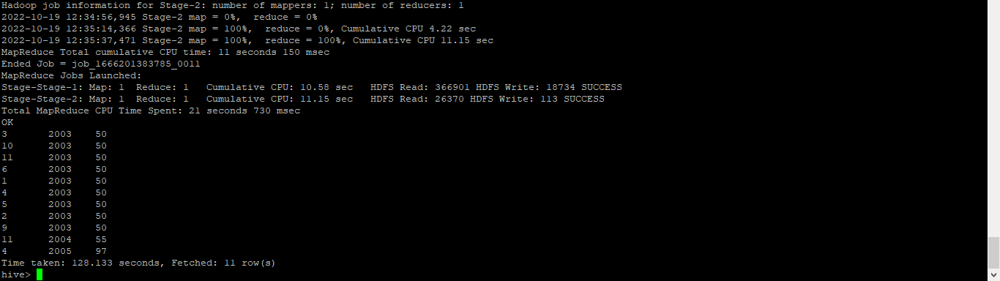 Hadoop job information for Stage-2: number of mappers: 1; number of reducers: 1
2022-10-19 12:34:56,945 Stage-2 map = 0%,  reduce = 0%
2022-10-19 12:35:14,366 Stage-2 map = 100%,  reduce = 0%, Cumulative CPU 4.22 sec
2022-10-19 12:35:37,471 Stage-2 map = 100%,  reduce = 100%, Cumulative CPU 11.15 sec
MapReduce Total cumulative CPU time: 11 seconds 150 msec
Ended Job = job_1666201383785_0011
MapReduce Jobs Launched:
Stage-Stage-1: Map: 1  Reduce: 1   Cumulative CPU: 10.58 sec   HDFS Read: 366901 HDFS Write: 18734 SUCCESS
Stage-Stage-2: Map: 1  Reduce: 1   Cumulative CPU: 11.15 sec   HDFS Read: 26370 HDFS Write: 113 SUCCESS
Total MapReduce CPU Time Spent: 21 seconds 730 msec
OK
3       2003    50
10      2003    50
11      2003    50
6       2003    50
1       2003    50
4       2003    50
5       2003    50
2       2003    50
9       2003    50
11      2004    55
4       2005    97
Time taken: 128.133 seconds, Fetched: 11 row(s)
hive>